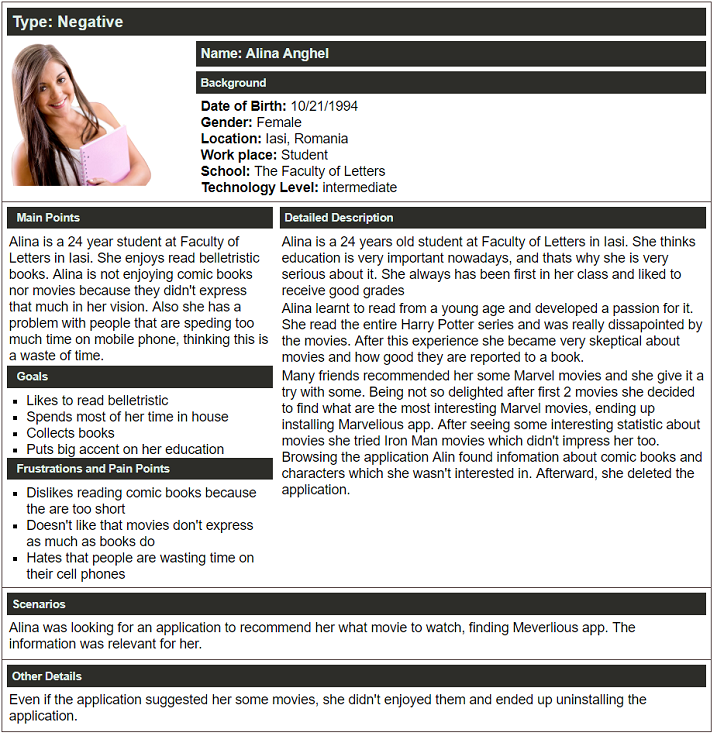 Type: Negative
Name: Alina Anghel
Background
Date of Birth: 10/21/1994
Gender: Female
Location: Iasi, Romania
Work place: Student
School: The Faculty of Letters
Technology Level: intermediate
Main Points
Alina is a 24 year student at Faculty of
Letters in Iasi. She enjoys read belletristic
books. Alina is not enjoying comic books
nor movies because they didn't express
that much in her vision. Also she has a
problem with people that are speding too
much time on mobile phone, thinking this is
a waste of time.
Goals
Likes to read belletristic
Spends most of her time in house
Collects books
Puts big accent on her education
Frustrations and Pain Points
Dislikes reading comic books because
the are too short
Doesn't like that movies don't express
as much as books do
Hates that people are wasting time on
their cell phones
Detailed Description
Alina is a 24 years old student at Faculty of Letters in Iasi. She thinks
education is very important nowadays, and thats why she is very
serious about it. She always has been first in her class and liked to
receive good grades
Alina learnt to read from a young age and developed a passion for it.
She read the entire Harry Potter series and was really dissapointed by
the movies. After this experience she became very skeptical about
movies and how good they are reported to a book.
Many friends recommended her some Marvel movies and she give it a
try with some. Being not so delighted after first 2 movies she decided
to find what are the most interesting Marvel movies, ending up
installing Marvelious app. After seeing some interesting statistic about
movies she tried Iron Man movies which didn't impress her too.
Browsing the application Alin found infomation about comic books and
characters which she wasn't interested in. Afterward, she deleted the
application.
Scenarios
Alina was looking for an application to recommend her what movie to watch, finding Meverlious app. The
information was relevant for her.
Other Details
Even if the application suggested her some movies, she didn't enjoyed them and ended up uninstalling the
application.